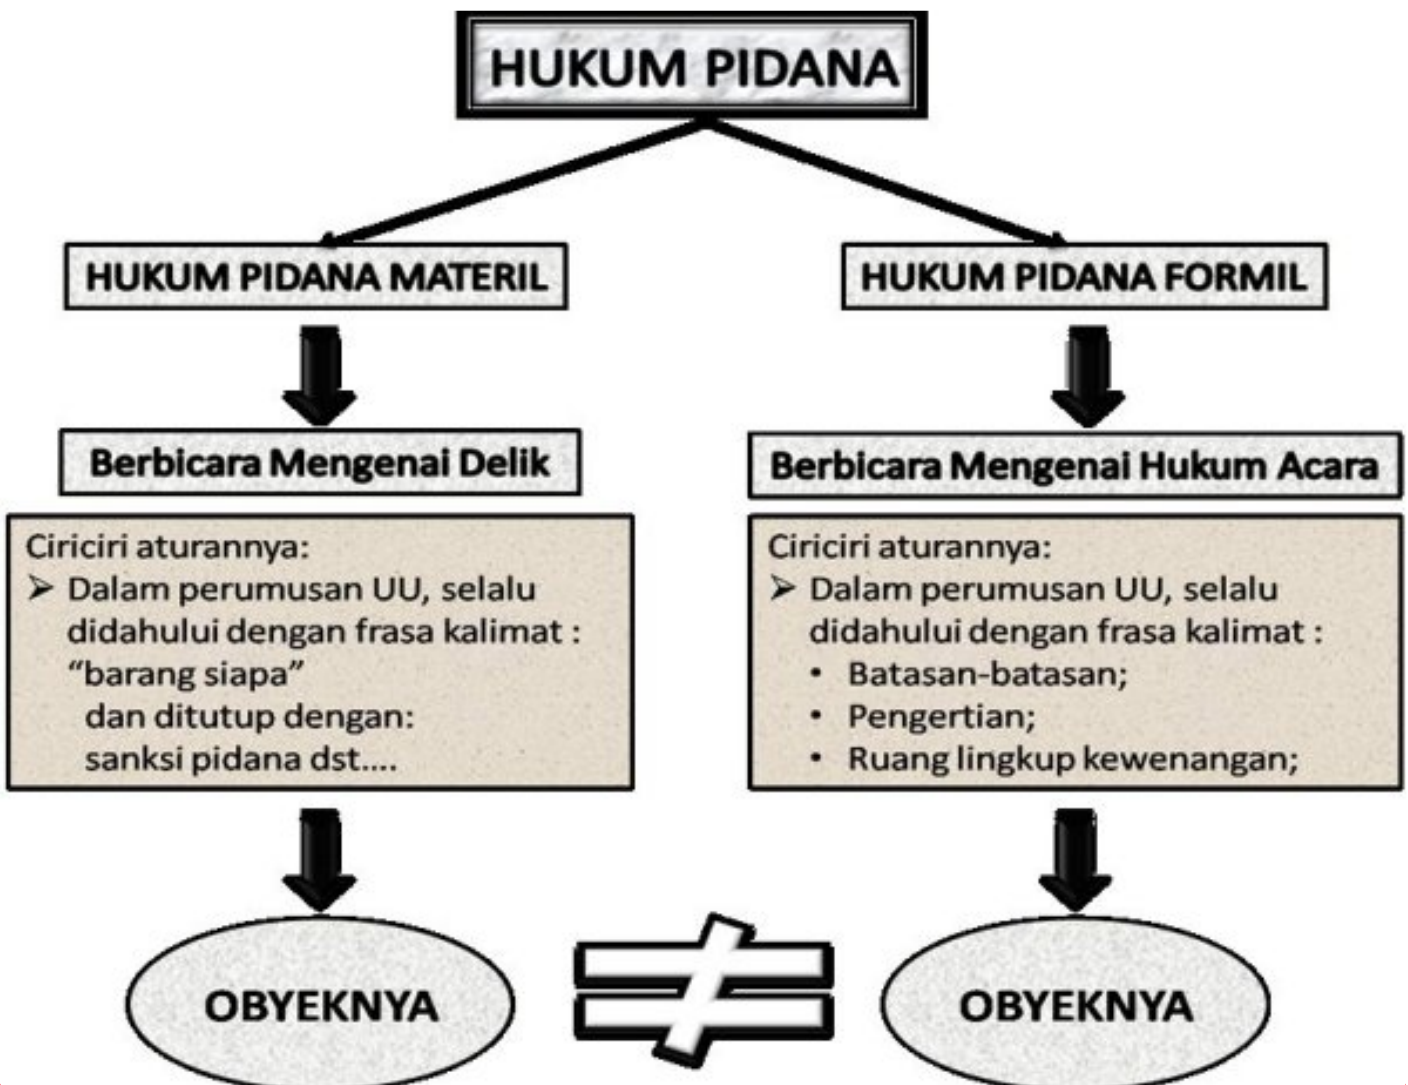 HUKUM PIDANA
HUKUM PIDANA MATERIL
HUKUM PIDANA FORMIL
Berbicara Mengenai Delik
Berbicara Mengenai Hukum Acara
Ciriciri aturannya:
➢ Dalam perumusan UU, selalu
didahului dengan frasa kalimat :
“barang siapa”
dan ditutup dengan:
sanksi pidana dst....
Ciriciri aturannya:
➢ Dalam perumusan UU, selalu
didahului dengan frasa kalimat :
• Batasan-batasan;
• Pengertian;
• Ruang lingkup kewenangan;
OBYEKNYA
≠
OBYEKNYA